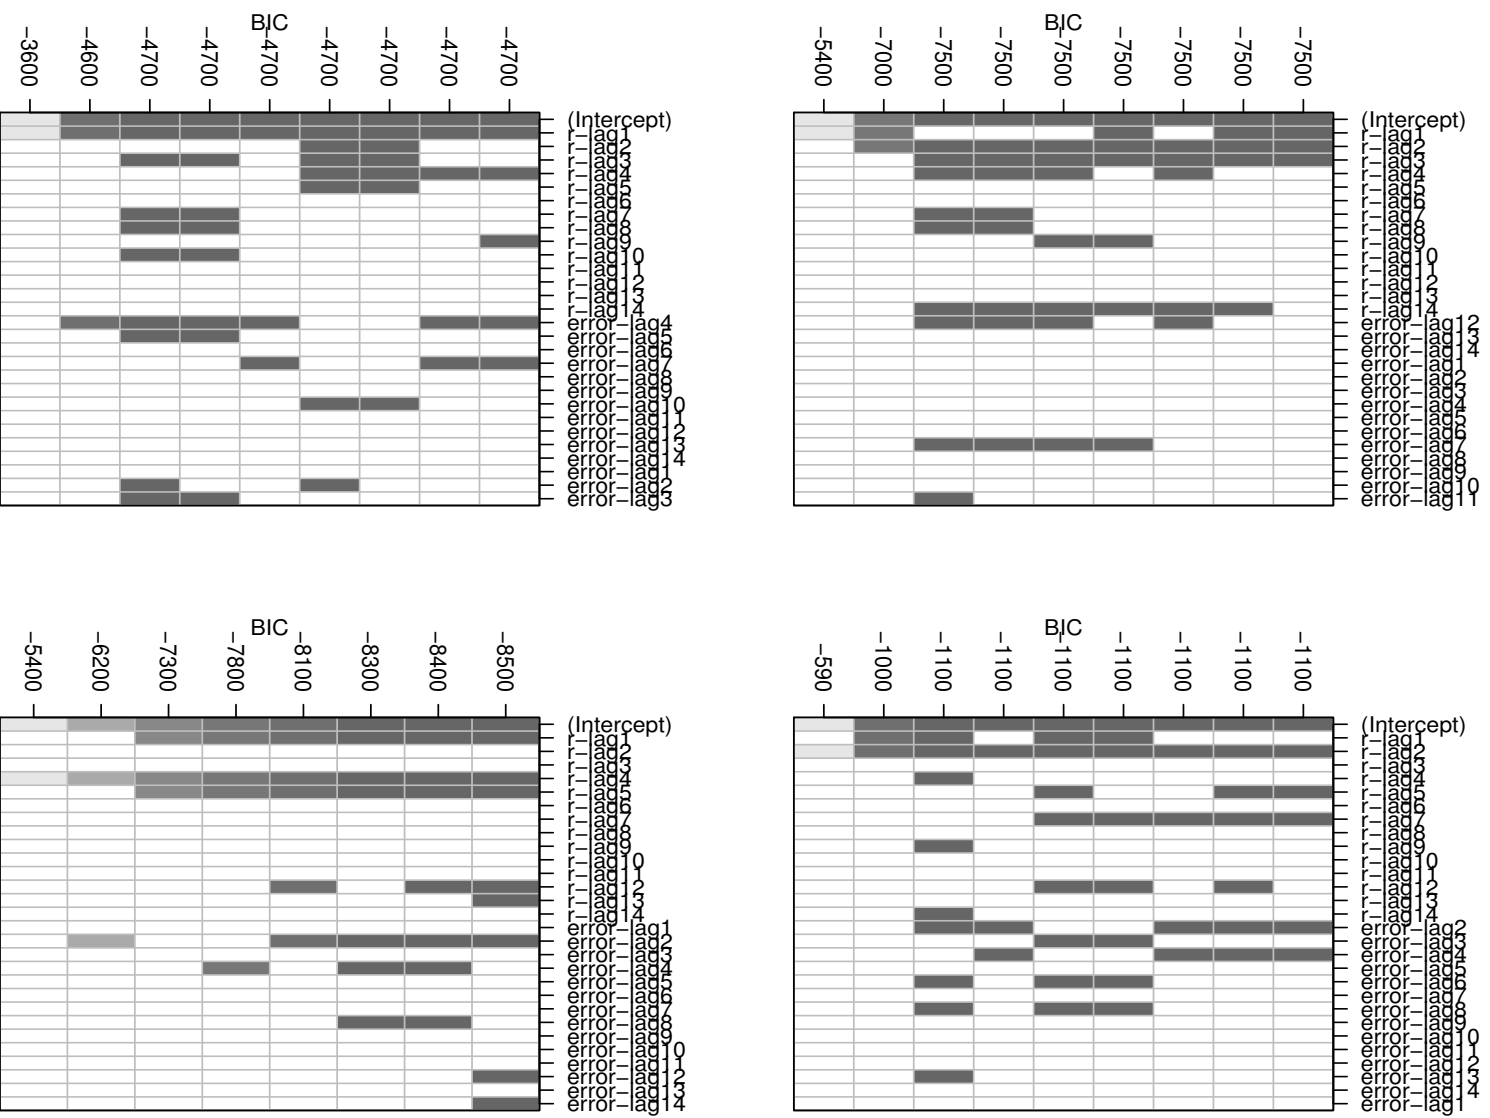 BIC
−3600
−4600
−4700
−4700
−4700
−4700
−4700
−4700
−4700
(Intercept)
r−lag1
r−lag2
r−lag3
r−lag4
r−lag5
r−lag6
r−lag7
r−lag8
r−lag9
r−lag10
r−lag11
r−lag12
r−lag13
r−lag14
error−lag4
error−lag5
error−lag6
error−lag7
error−lag8
error−lag9
error−lag10
error−lag11
error−lag12
error−lag13
error−lag14
error−lag1
error−lag2
error−lag3
BIC
−5400
−7000
−7500
−7500
−7500
−7500
−7500
−7500
−7500
(Intercept)
r−lag1
r−lag2
r−lag3
r−lag4
r−lag5
r−lag6
r−lag7
r−lag8
r−lag9
r−lag10
r−lag11
r−lag12
r−lag13
r−lag14
error−lag12
error−lag13
error−lag14
error−lag1
error−lag2
error−lag3
error−lag4
error−lag5
error−lag6
error−lag7
error−lag8
error−lag9
error−lag10
error−lag11
BIC
−5400
−6200
−7300
−7800
−8100
−8300
−8400
−8500
(Intercept)
r−lag1
r−lag2
r−lag3
r−lag4
r−lag5
r−lag6
r−lag7
r−lag8
r−lag9
r−lag10
r−lag11
r−lag12
r−lag13
r−lag14
error−lag1
error−lag2
error−lag3
error−lag4
error−lag5
error−lag6
error−lag7
error−lag8
error−lag9
error−lag10
error−lag11
error−lag12
error−lag13
error−lag14
BIC
−590
−1000
−1100
−1100
−1100
−1100
−1100
−1100
−1100
(Intercept)
r−lag1
r−lag2
r−lag3
r−lag4
r−lag5
r−lag6
r−lag7
r−lag8
r−lag9
r−lag10
r−lag11
r−lag12
r−lag13
r−lag14
error−lag2
error−lag3
error−lag4
error−lag5
error−lag6
error−lag7
error−lag8
error−lag9
error−lag10
error−lag11
error−lag12
error−lag13
error−lag14
error−lag1